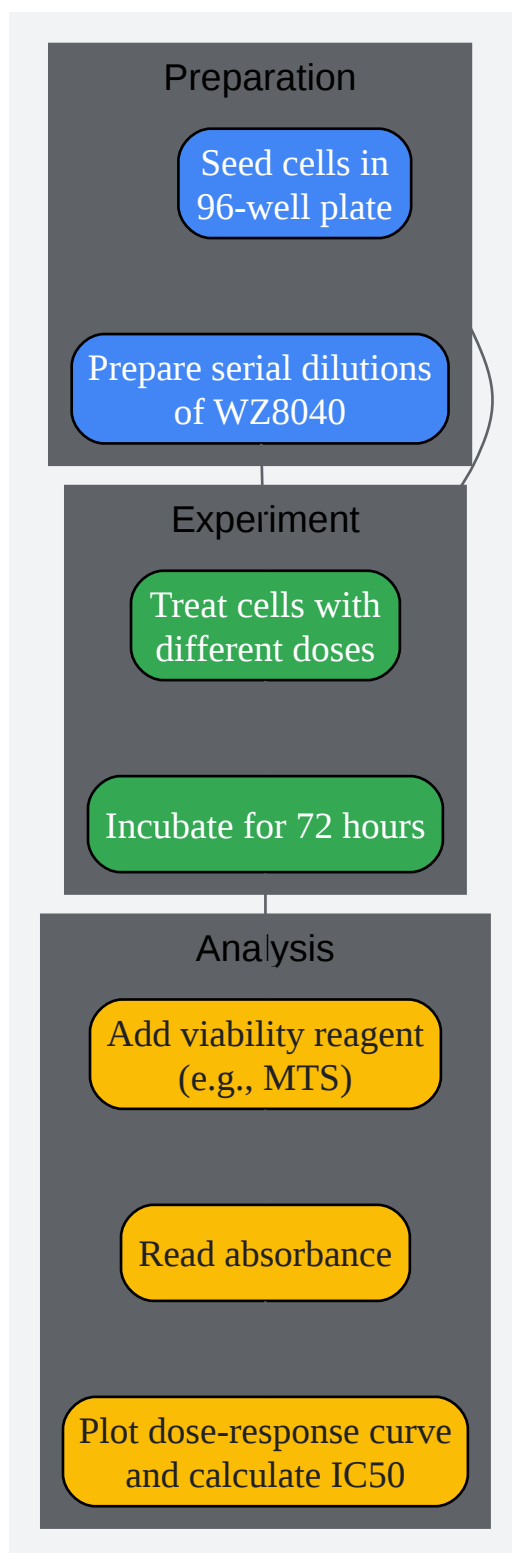 Preparation
Seed cells in
96-well plate
Prepare serial dilutions
of WZ8040
Experiment
Treat cells with
different doses
Incubate for 72 hours
Analysis
Add viability reagent
(e.g., MTS)
Read absorbance
Plot dose-response curve
and calculate IC50